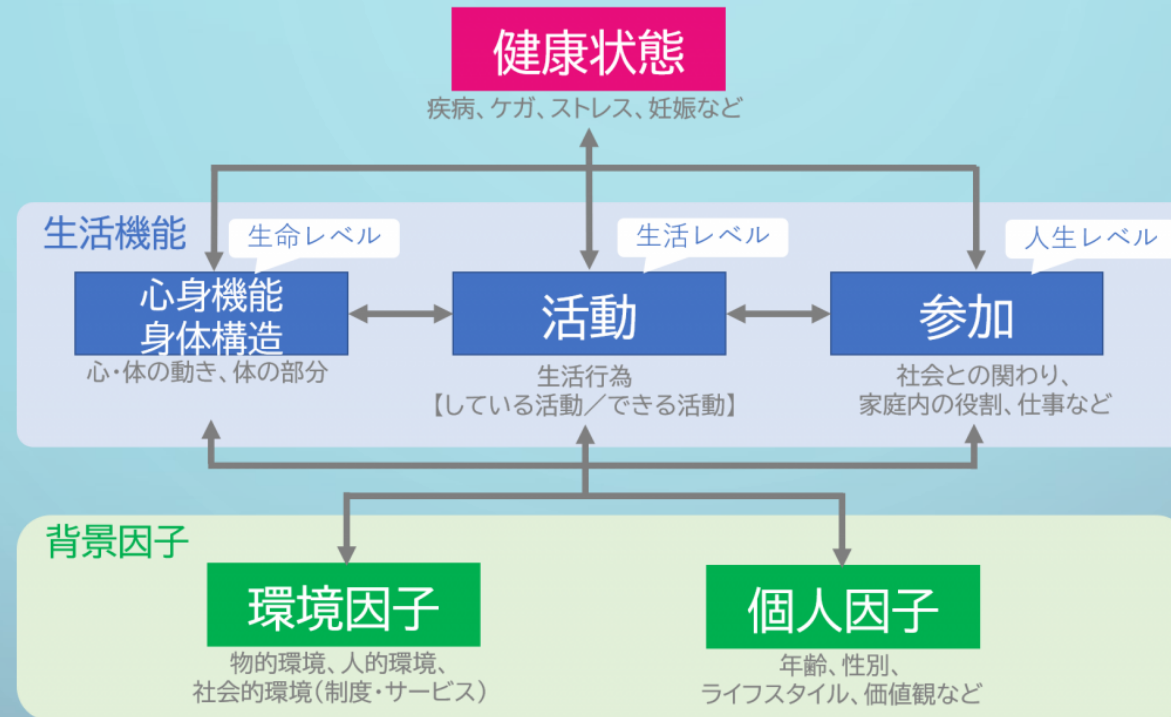 健康状態
疾病、ケガ、ストレス、妊娠など
生活機能
生命レベル
生活レベル
人生レベル
心身機能
身体構造
心・体の動き、体の部分
活動
生活行為
【している活動／できる活動】
参加
社会との関わり、
家庭内の役割、仕事など
背景因子
環境因子
物的環境、人的環境、
社会的環境（制度・サービス）
個人因子
年齢、性別、
ライフスタイル、価値観など